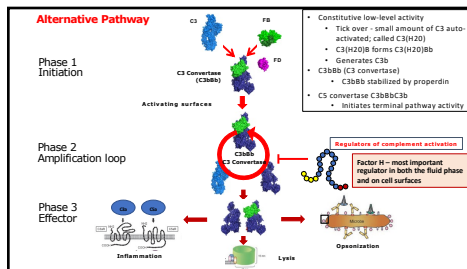 Alternative Pathway
C3
FB
FD
Phase 1
Initiation
C3 Convertase
(C3bBb)
Activating surfaces
• Constitutive low-level activity
• Tick over - small amount of C3 auto-
activated; called C3(H20)
• C3(H20)B forms C3(H20)Bb
• Generates C3b
• C3bBb (C3 convertase)
• C3bBb stabilized by properdin
• C5 convertase C3bBbC3b
• Initiates terminal pathway activity
Phase 2
Amplification loop
C3bBb
C3 Convertase
Regulators of complement activation
Factor H – most important
regulator in both the fluid phase
and on cell surfaces
Phase 3
Effector
Inflammation
Lysis
Opsonization